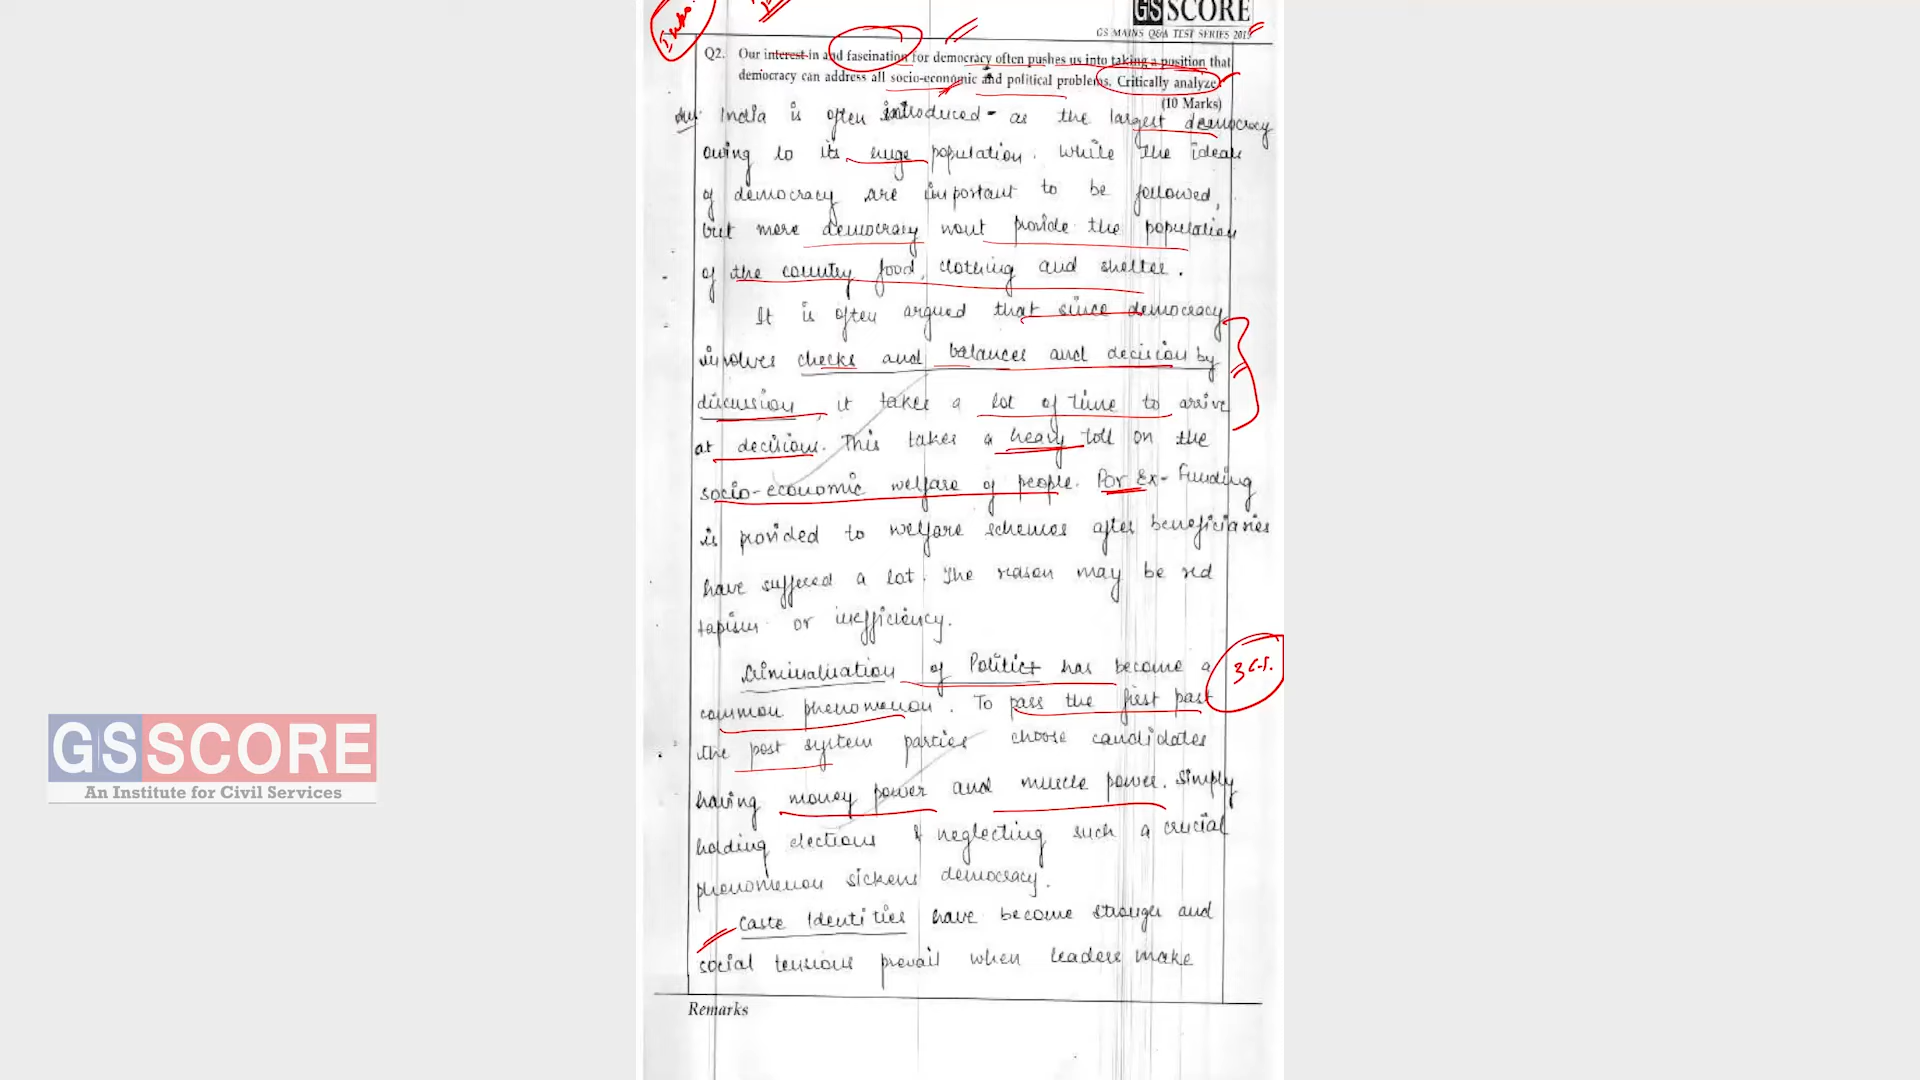 Intro.
GS SCORE
GS MAINS Q&A TEST SERIES 2019
Q2. Our interest in and fascination for democracy often pushes us into taking a position that
democracy can address all socio-economic and political problems. Critically analyze.
(10 Marks)
Ans India is often introduced as the largest democracy
owing to its huge population. While the ideals
of democracy are important to be followed,
but mere democracy wont provide the population
of the country food, clothing and shelter.
It is often argued that since democracy
involves checks and balances and decision by
discussion, it takes a lot of time to arrive
at decisions. This takes a heavy toll on the
socio-economic welfare of people. For Ex- Funding
is provided to welfare schemes after beneficiaries
have suffered a lot. The reason may be red
tapism or inefficiency.
Criminalisation of Politics has become a
common phenomenon. To pass the first past
the post system parties choose candidates
having money power and muscle power. Simply
holding elections & neglecting such a crucial
phenomenon sickens democracy.
Caste Identities have become stronger and
social tensions prevail when leaders make
Remarks
GS SCORE
An Institute for Civil Services